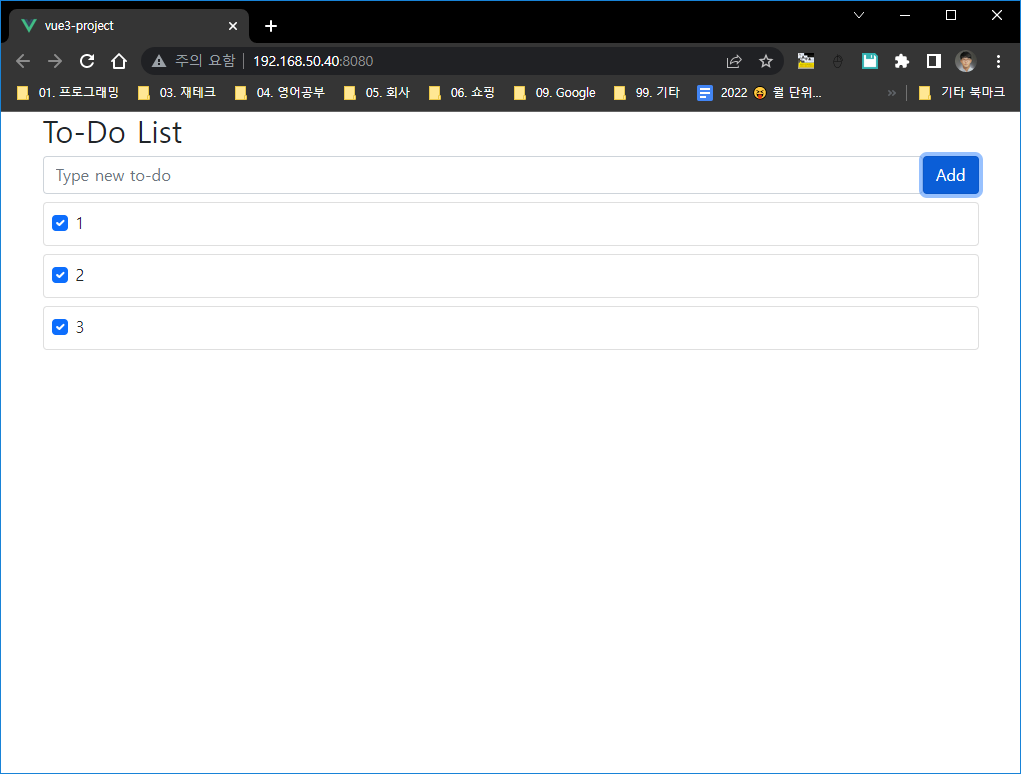 vue3-project
주의 요함 192.168.50.40:8080
01. 프로그래밍 03. 재테크 04. 영어공부 05. 회사 06. 쇼핑 09. Google 99. 기타 2022 😝 월 단위... » 기타 북마크
To-Do List
Type new to-do Add
1
2
3